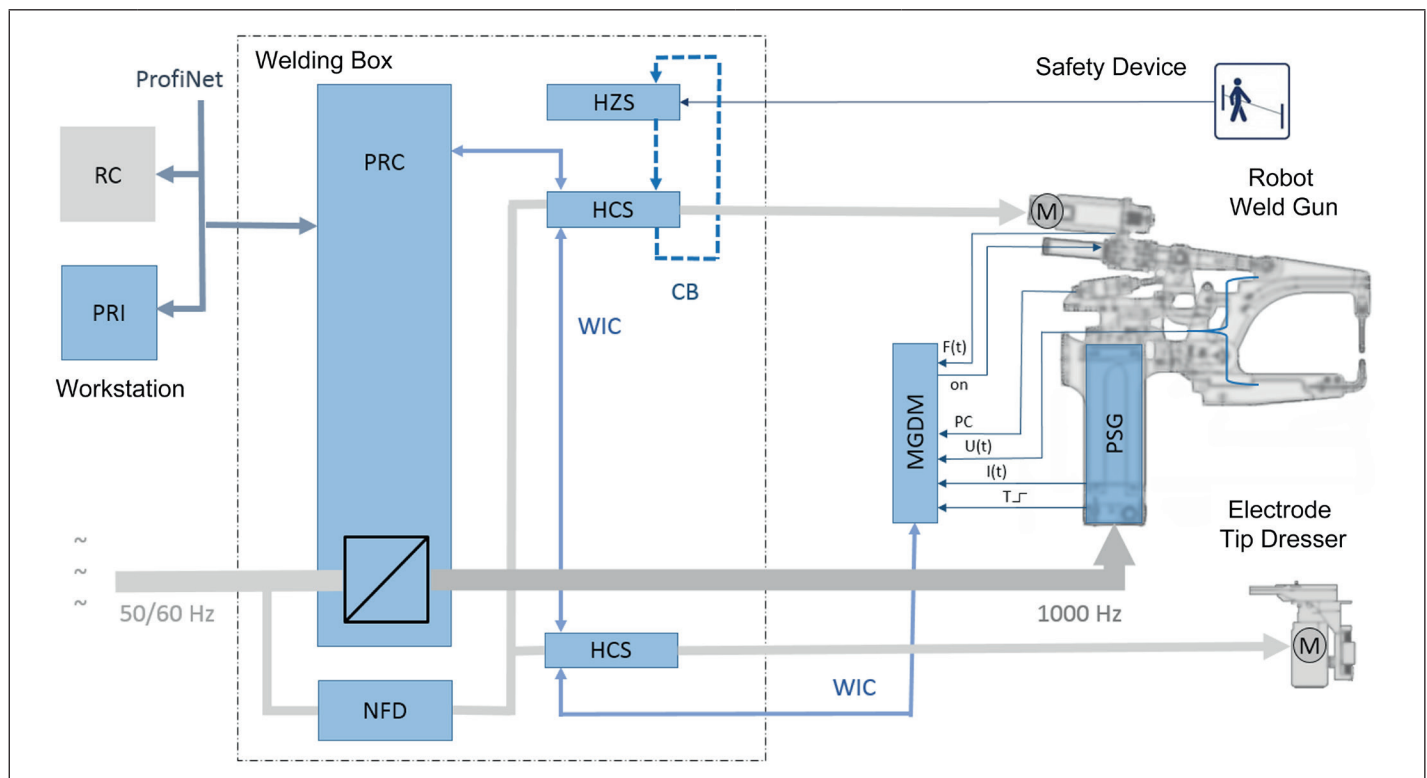 Welding Box
ProfiNet
RC
PRI
Workstation
PRC
HZS
HCS
CB
WIC
Safety Device
Robot
Weld Gun
M
F(t)
on
PC
U(t)
I(t)
T
MGDM
PSG
Electrode
Tip Dresser
~
~
~
50/60 Hz
1000 Hz
HCS
M
WIC
NFD